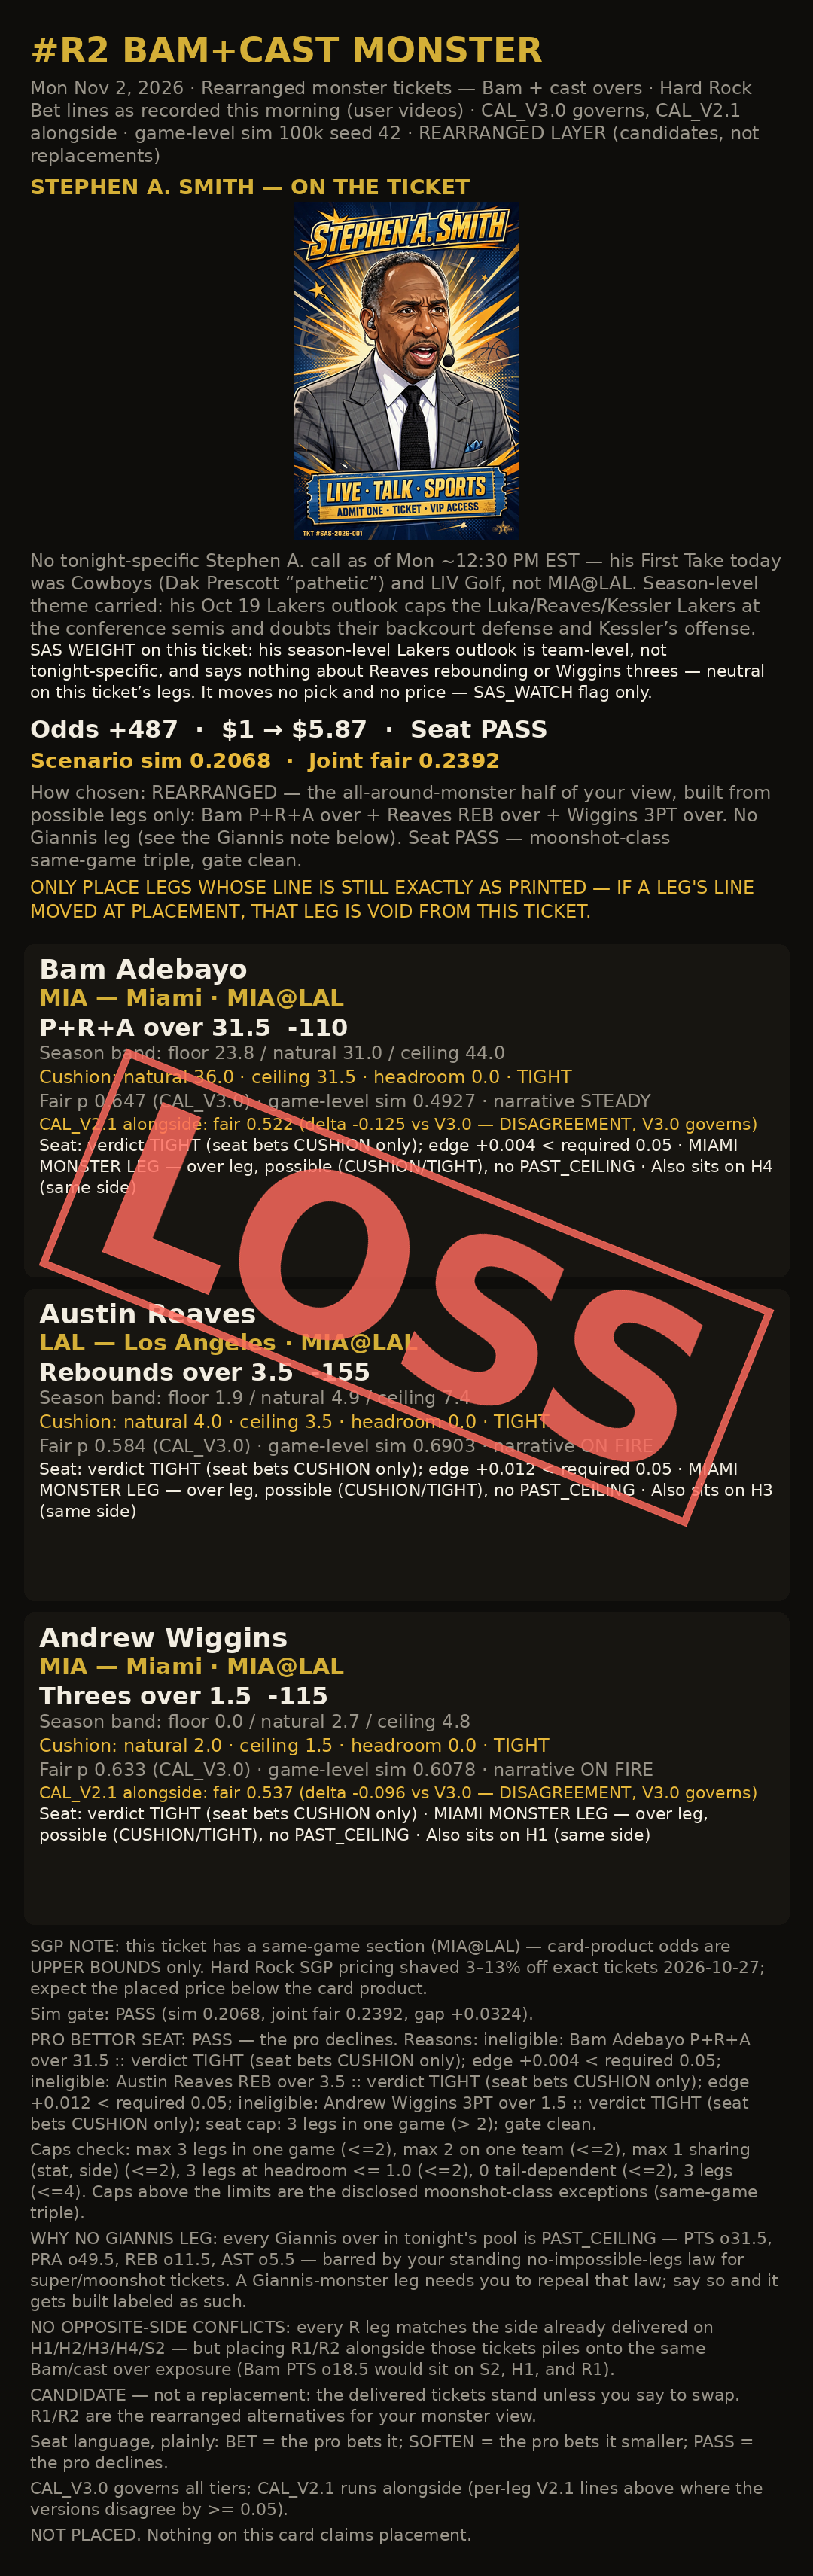 #R2 BAM+CAST MONSTER
Mon Nov 2, 2026 · Rearranged monster tickets — Bam + cast overs · Hard Rock
Bet lines as recorded this morning (user videos) · CAL_V3.0 governs, CAL_V2.1
alongside · game-level sim 100k seed 42 · REARRANGED LAYER (candidates, not
replacements)
STEPHEN A. SMITH — ON THE TICKET
STEPHEN A. SMITH
LIVE · TALK · SPORTS
ADMIT ONE · TICKET · VIP ACCESS
TKT #SAS-2026-001
No tonight-specific Stephen A. call as of Mon ~12:30 PM EST — his First Take today
was Cowboys (Dak Prescott “pathetic”) and LIV Golf, not MIA@LAL. Season-level
theme carried: his Oct 19 Lakers outlook caps the Luka/Reaves/Kessler Lakers at
the conference semis and doubts their backcourt defense and Kessler’s offense.
SAS WEIGHT on this ticket: his season-level Lakers outlook is team-level, not
tonight-specific, and says nothing about Reaves rebounding or Wiggins threes — neutral
on this ticket’s legs. It moves no pick and no price — SAS_WATCH flag only.
Odds +487 · $1 → $5.87 · Seat PASS
Scenario sim 0.2068 · Joint fair 0.2392
How chosen: REARRANGED — the all-around-monster half of your view, built from
possible legs only: Bam P+R+A over + Reaves REB over + Wiggins 3PT over. No
Giannis leg (see the Giannis note below). Seat PASS — moonshot-class
same-game triple, gate clean.
ONLY PLACE LEGS WHOSE LINE IS STILL EXACTLY AS PRINTED — IF A LEG'S LINE
MOVED AT PLACEMENT, THAT LEG IS VOID FROM THIS TICKET.
Bam Adebayo
MIA — Miami · MIA@LAL
P+R+A over 31.5 -110
Season band: floor 23.8 / natural 31.0 / ceiling 44.0
Cushion: natural 36.0 · ceiling 31.5 · headroom 0.0 · TIGHT
Fair p 0.647 (CAL_V3.0) · game-level sim 0.4927 · narrative STEADY
CAL_V2.1 alongside: fair 0.522 (delta -0.125 vs V3.0 — DISAGREEMENT, V3.0 governs)
Seat: verdict TIGHT (seat bets CUSHION only); edge +0.004 < required 0.05 · MIAMI
MONSTER LEG — over leg, possible (CUSHION/TIGHT), no PAST_CEILING · Also sits on H4
(same side)
LOSS
Austin Reaves
LAL — Los Angeles · MIA@LAL
Rebounds over 3.5 -155
Season band: floor 1.9 / natural 4.9 / ceiling 7.4
Cushion: natural 4.0 · ceiling 3.5 · headroom 0.0 · TIGHT
Fair p 0.584 (CAL_V3.0) · game-level sim 0.6903 · narrative ON FIRE
Seat: verdict TIGHT (seat bets CUSHION only); edge +0.012 < required 0.05 · MIAMI
MONSTER LEG — over leg, possible (CUSHION/TIGHT), no PAST_CEILING · Also sits on H3
(same side)
Andrew Wiggins
MIA — Miami · MIA@LAL
Threes over 1.5 -115
Season band: floor 0.0 / natural 2.7 / ceiling 4.8
Cushion: natural 2.0 · ceiling 1.5 · headroom 0.0 · TIGHT
Fair p 0.633 (CAL_V3.0) · game-level sim 0.6078 · narrative ON FIRE
CAL_V2.1 alongside: fair 0.537 (delta -0.096 vs V3.0 — DISAGREEMENT, V3.0 governs)
Seat: verdict TIGHT (seat bets CUSHION only) · MIAMI MONSTER LEG — over leg,
possible (CUSHION/TIGHT), no PAST_CEILING · Also sits on H1 (same side)
SGP NOTE: this ticket has a same-game section (MIA@LAL) — card-product odds are
UPPER BOUNDS only. Hard Rock SGP pricing shaved 3–13% off exact tickets 2026-10-27;
expect the placed price below the card product.
Sim gate: PASS (sim 0.2068, joint fair 0.2392, gap +0.0324).
PRO BETTOR SEAT: PASS — the pro declines. Reasons: ineligible: Bam Adebayo P+R+A
over 31.5 :: verdict TIGHT (seat bets CUSHION only); edge +0.004 < required 0.05;
ineligible: Austin Reaves REB over 3.5 :: verdict TIGHT (seat bets CUSHION only); edge
+0.012 < required 0.05; ineligible: Andrew Wiggins 3PT over 1.5 :: verdict TIGHT (seat
bets CUSHION only); seat cap: 3 legs in one game (> 2); gate clean.
Caps check: max 3 legs in one game (<=2), max 2 on one team (<=2), max 1 sharing
(stat, side) (<=2), 3 legs at headroom <= 1.0 (<=2), 0 tail-dependent (<=2), 3 legs
(<=4). Caps above the limits are the disclosed moonshot-class exceptions (same-game
triple).
WHY NO GIANNIS LEG: every Giannis over in tonight's pool is PAST_CEILING — PTS o31.5,
PRA o49.5, REB o11.5, AST o5.5 — barred by your standing no-impossible-legs law for
super/moonshot tickets. A Giannis-monster leg needs you to repeal that law; say so and it
gets built labeled as such.
NO OPPOSITE-SIDE CONFLICTS: every R leg matches the side already delivered on
H1/H2/H3/H4/S2 — but placing R1/R2 alongside those tickets piles onto the same
Bam/cast over exposure (Bam PTS o18.5 would sit on S2, H1, and R1).
CANDIDATE — not a replacement: the delivered tickets stand unless you say to swap.
R1/R2 are the rearranged alternatives for your monster view.
Seat language, plainly: BET = the pro bets it; SOFTEN = the pro bets it smaller; PASS =
the pro declines.
CAL_V3.0 governs all tiers; CAL_V2.1 runs alongside (per-leg V2.1 lines above where the
versions disagree by >= 0.05).
NOT PLACED. Nothing on this card claims placement.